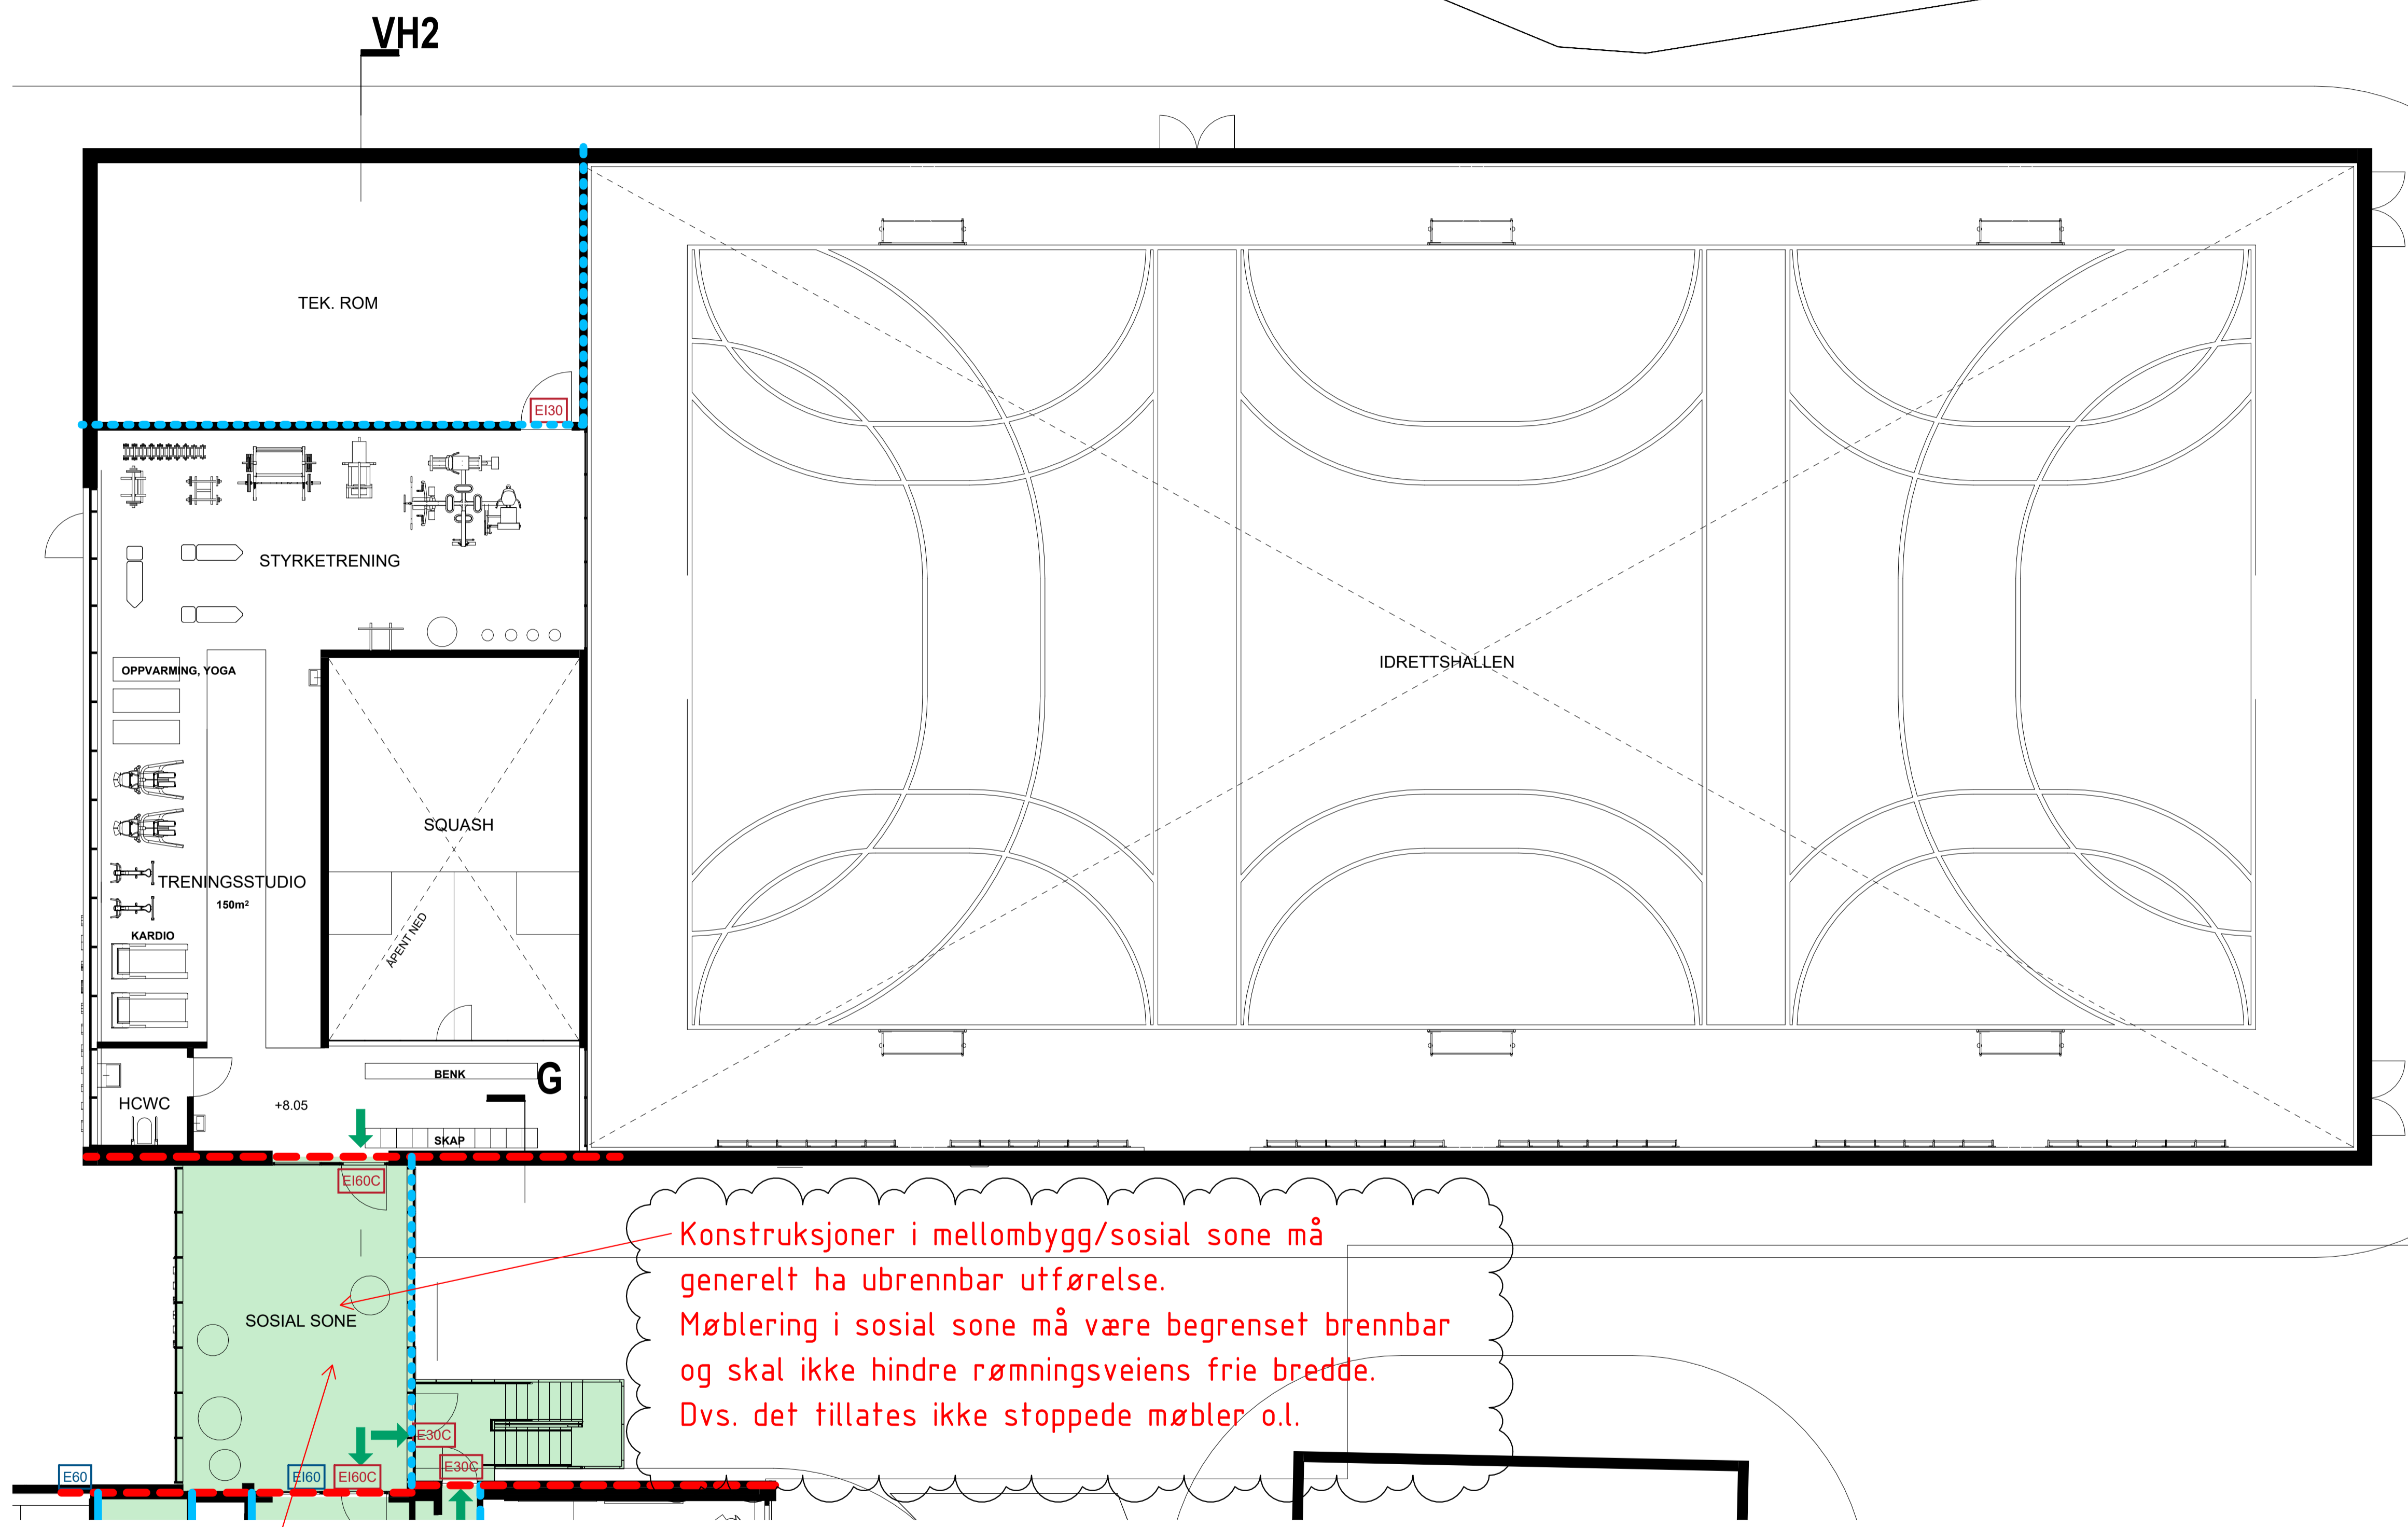 VH2
TEK. ROM
EI30
STYRKETRENING
OPPVARMING, YOGA
IDRETTSHALLEN
SQUASH
TRENINGSSTUDIO
150m²
ÅPENT NED
KARDIO
BENK
G
HCWC
+8.05
SKAP
EI60C
Konstruksjoner i mellombygg/sosial sone må
generelt ha ubrennbar utførelse.
Møblering i sosial sone må være begrenset brennbar
og skal ikke hindre rømningsveiens frie bredde.
Dvs. det tillates ikke stoppede møbler o.l.
SOSIAL SONE
E30C
E30C
E60
EI60
EI60C